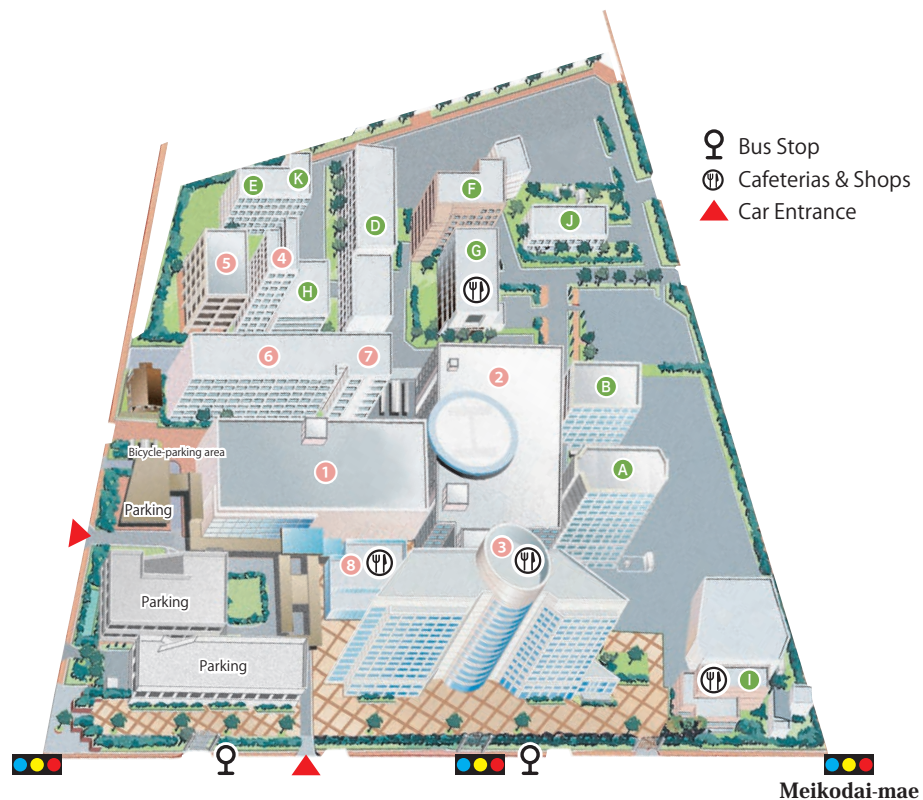 Bus Stop
Cafeterias & Shops
Car Entrance
K
E
F
J
D
G
5
4
H
6
7
2
B
1
A
Bicycle-parking area
Parking
3
8
Parking
Parking
I
Meikodai-mae